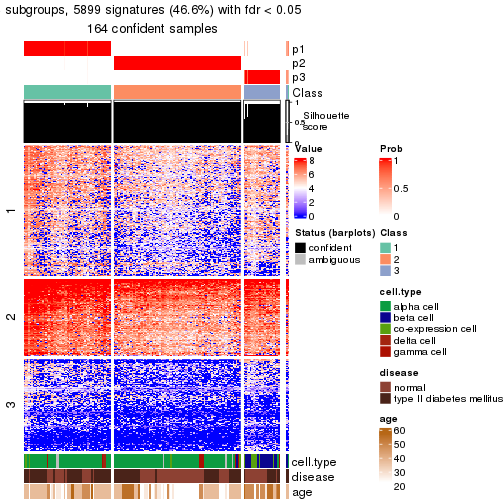 subgroups, 5899 signatures (46.6%) with fdr < 0.05
164 confident samples
p1
p2
p3
Class
1
0.5
0
Silhouette
score
Value
8
6
4
2
0
Prob
1
0.5
0
Status (barplots)
confident
ambiguous
Class
1
2
3
cell.type
alpha cell
beta cell
co-expression cell
delta cell
gamma cell
disease
normal
type II diabetes mellitus
age
60
50
40
30
20
1
2
3
cell.type
disease
age